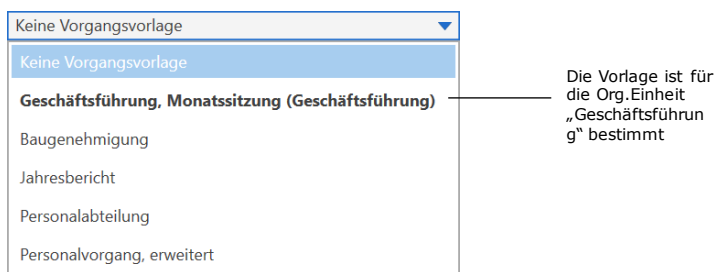 Keine Vorgangsvorlage
Keine Vorgangsvorlage
Geschäftsführung, Monatssitzung (Geschäftsführung)
Baugenehmigung
Jahresbericht
Personalabteilung
Personalvorgang, erweitert
Die Vorlage ist für
die Org.Einheit
„Geschäftsführun
g“ bestimmt